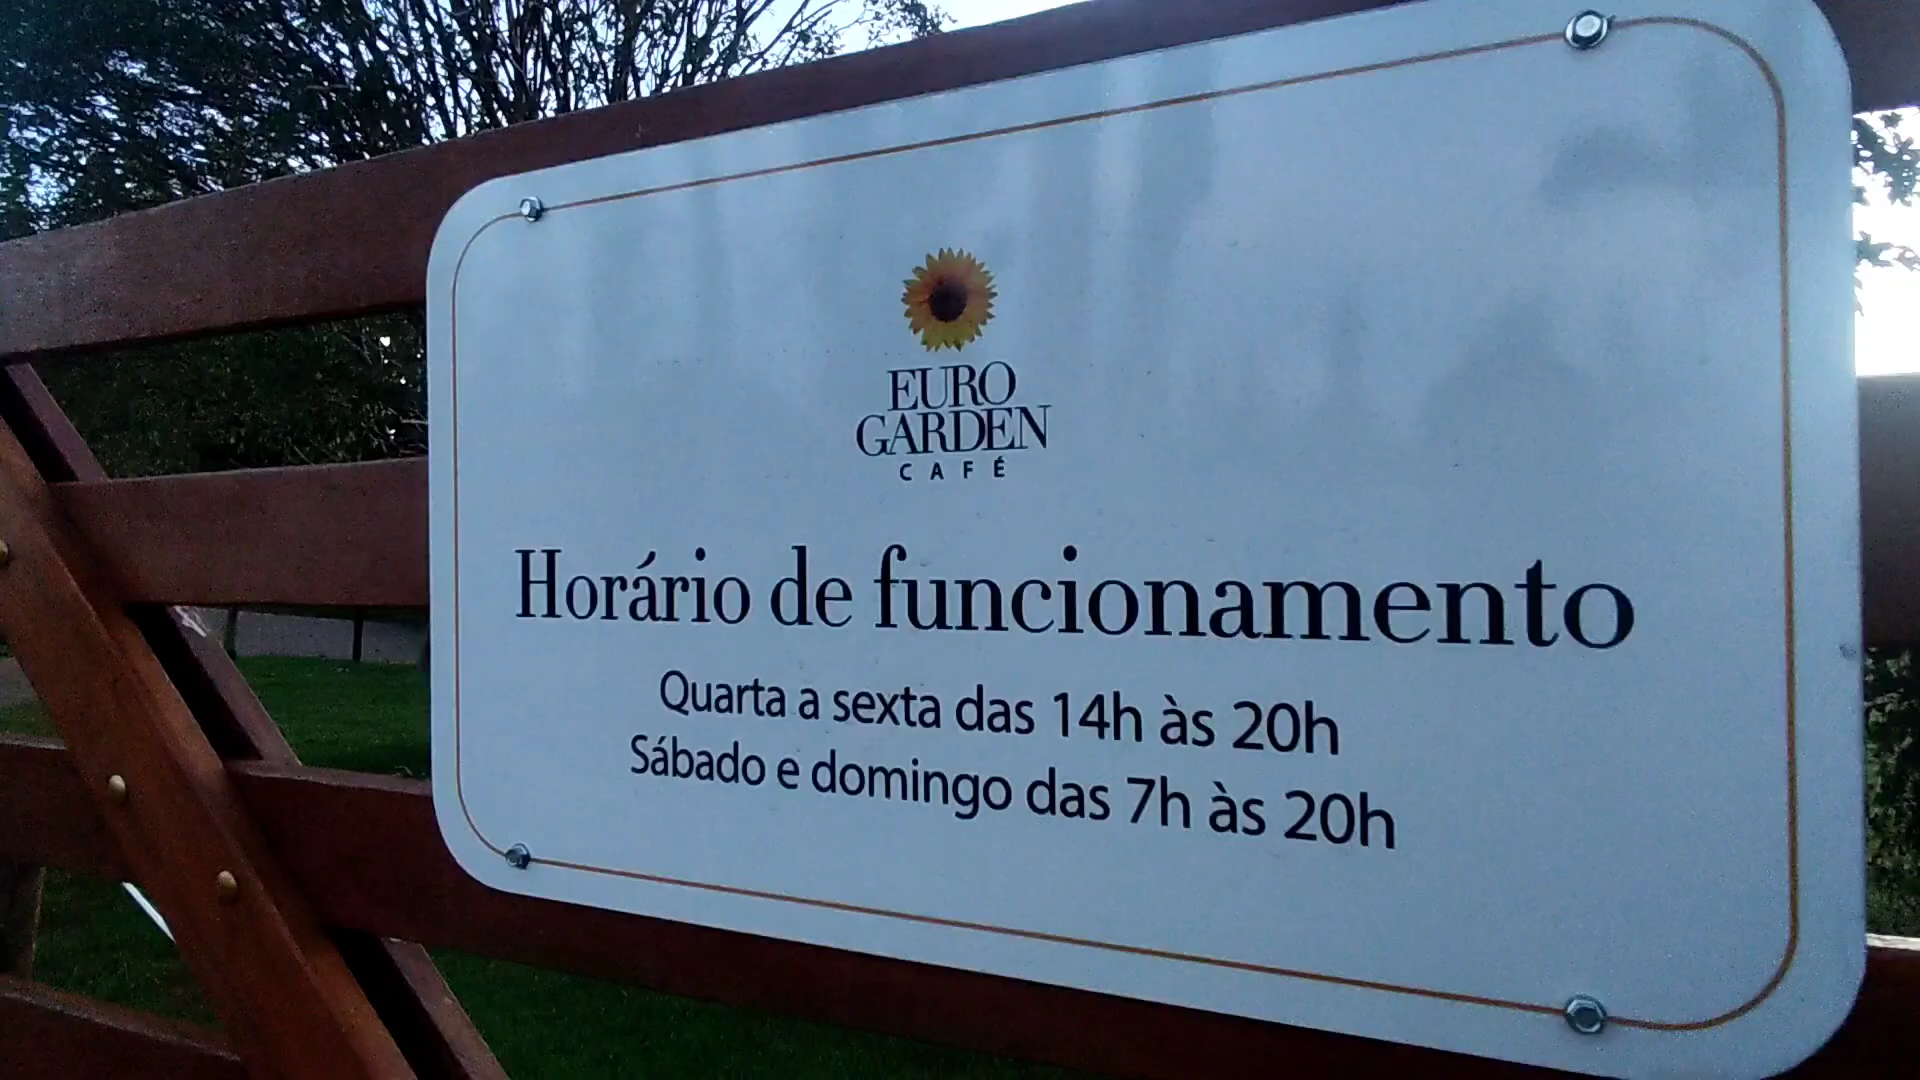 EURO
GARDEN
CAFÉ
Horário de funcionamento
Quarta a sexta das 14h às 20h
Sábado e domingo das 7h às 20h